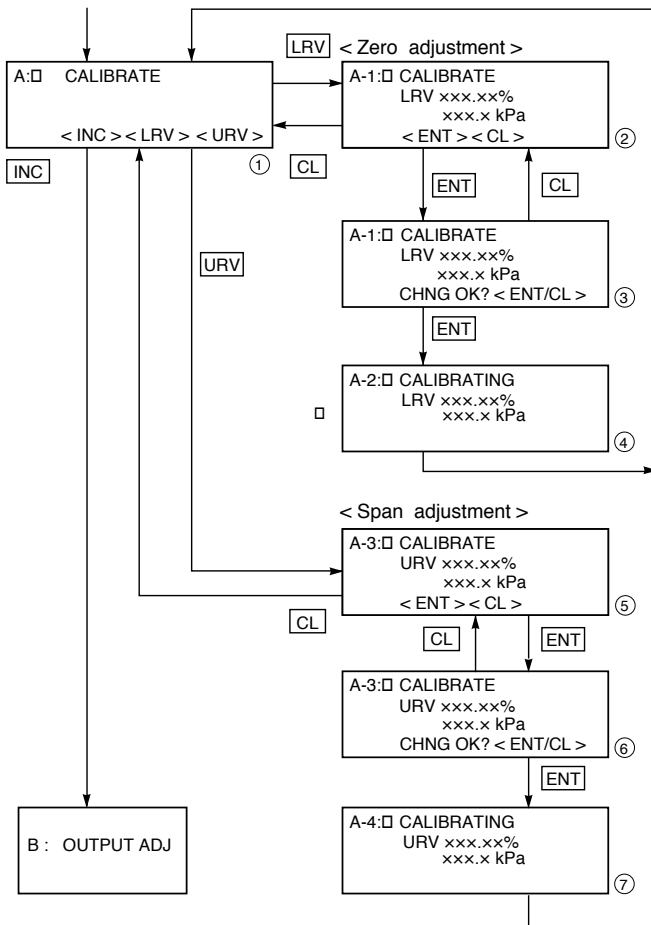 LRV < Zero adjustment >
A:□ CALIBRATE
< INC > < LRV > < URV >
①
INC
CL
A-1:□ CALIBRATE
LRV ×××.××%
×××.× kPa
< ENT > < CL >
②
ENT
CL
A-1:□ CALIBRATE
LRV ×××.××%
×××.× kPa
CHNG OK? < ENT/CL >
③
URV
ENT
A-2:□ CALIBRATING
LRV ×××.××%
×××.× kPa
□
④
< Span adjustment >
A-3:□ CALIBRATE
URV ×××.××%
×××.× kPa
< ENT > < CL >
⑤
CL
CL
ENT
A-3:□ CALIBRATE
URV ×××.××%
×××.× kPa
CHNG OK? < ENT/CL >
⑥
ENT
B : OUTPUT ADJ
A-4:□ CALIBRATING
URV ×××.××%
×××.× kPa
⑦